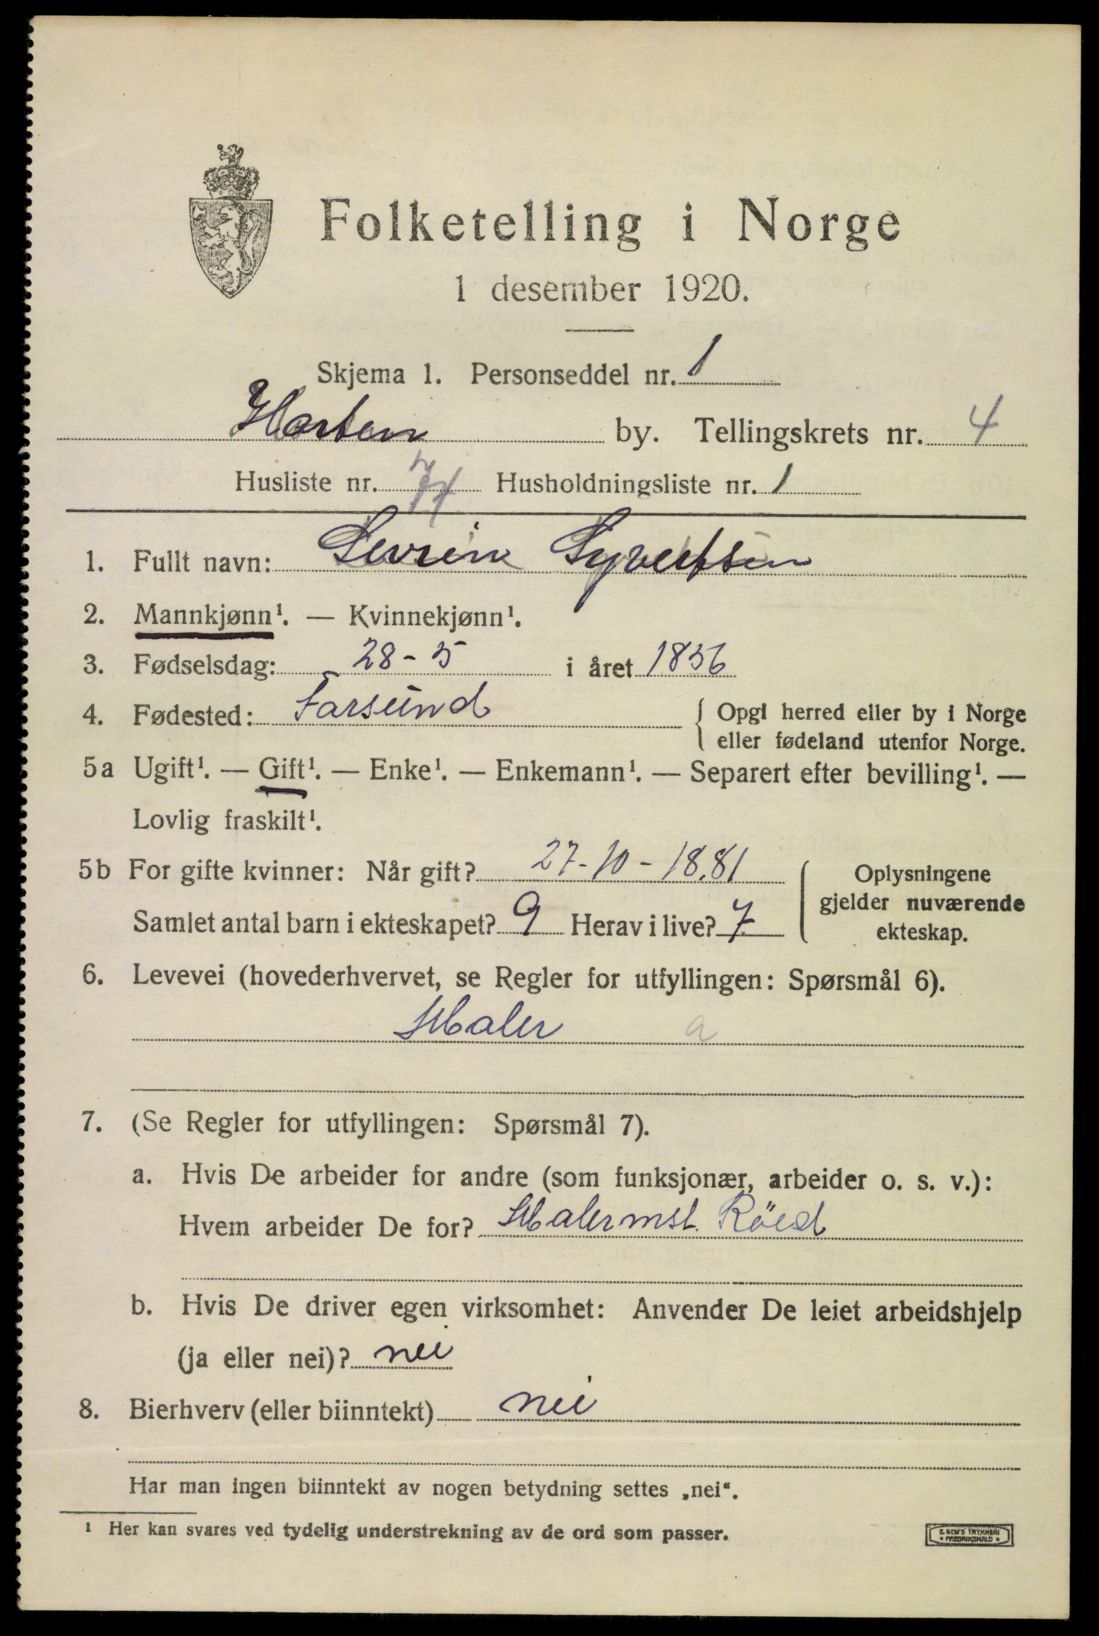 Folketelling i Norge
1 desember 1920.
Skjema 1. Personseddel nr. 1
Horten by. Tellingskrets nr. 4
Husliste nr. 74 Husholdningsliste nr. 1
1. Fullt navn: Sevrin Syvertsen
2. Mannkjønn¹. — Kvinnekjønn¹.
3. Fødselsdag: 28-5 i året 1856
4. Fødested: Farsund { Opgi herred eller by i Norge
eller fødeland utenfor Norge.
5a Ugift¹. — Gift¹. — Enke¹. — Enkemann¹. — Separert efter bevilling¹. —
Lovlig fraskilt¹.
5b For gifte kvinner: Når gift? 27-10-1881
Samlet antal barn i ekteskapet? 9 Herav i live? 7
Oplysningene
gjelder nuværende
ekteskap.
6. Levevei (hovederhvervet, se Regler for utfyllingen: Spørsmål 6).
Maler a
7. (Se Regler for utfyllingen: Spørsmål 7).
a. Hvis De arbeider for andre (som funksjonær, arbeider o. s. v.):
Hvem arbeider De for? Malermst. Röed
b. Hvis De driver egen virksomhet: Anvender De leiet arbeidshjelp
(ja eller nei)? nei
8. Bierhverv (eller biinntekt) nei
Har man ingen biinntekt av nogen betydning settes „nei“.
¹ Her kan svares ved tydelig understrekning av de ord som passer.
E. SEM'S TRYKKERI
• FREDRIKSHALD •